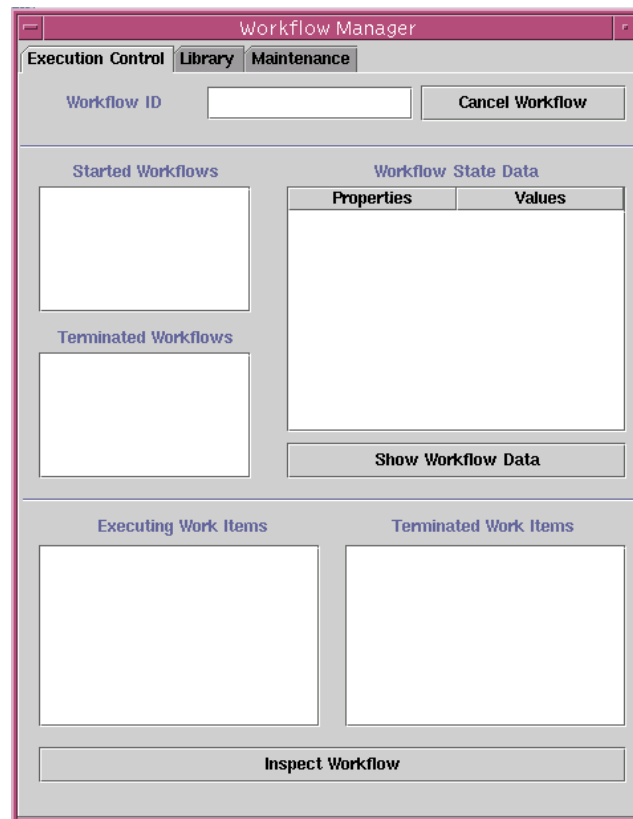 Workflow Manager
Execution Control Library Maintenance
Workflow ID Cancel Workflow
Started Workflows
Workflow State Data
Properties Values
Terminated Workflows
Show Workflow Data
Executing Work Items Terminated Work Items
Inspect Workflow